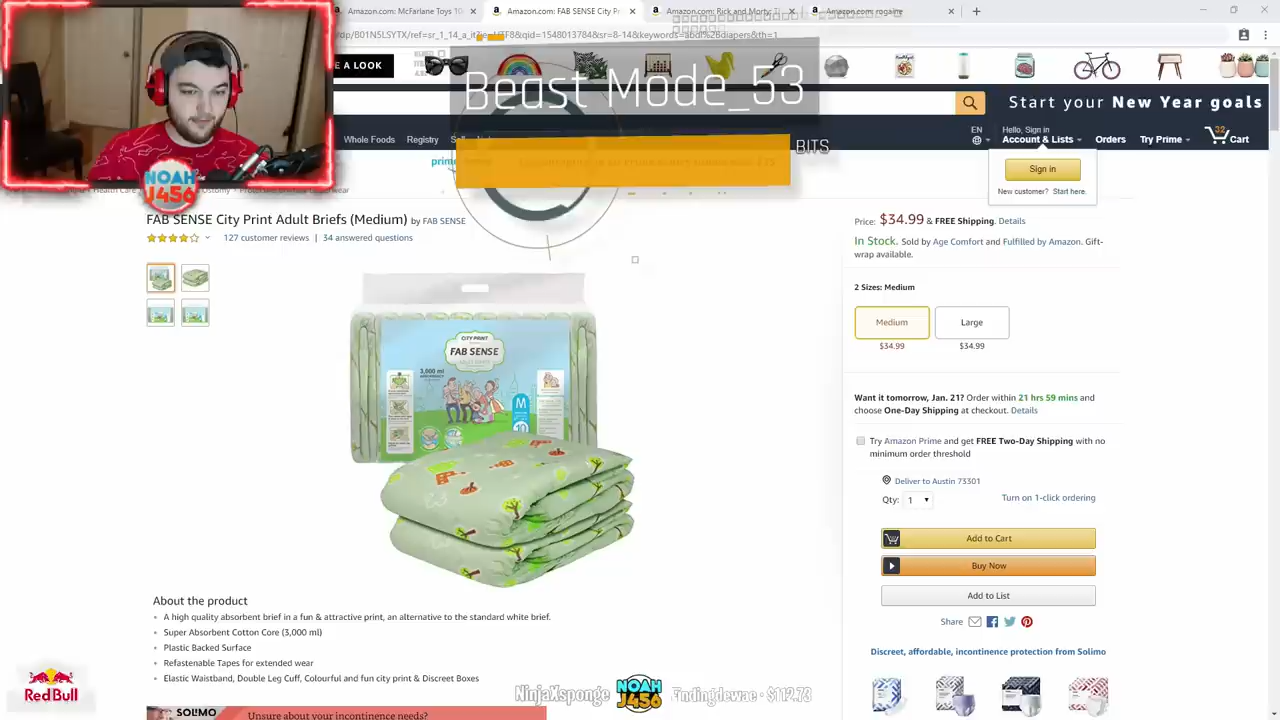 Amazon.com: McFarlane Toys 10
Amazon.com: FAB SENSE City Pr
Amazon.com: Rick and Morty: 
Amazon.com: rogaine
E A LOOK
Beast Mode_53
BITS
Start your New Year goals
Whole Foods
Registry
EN
Hello, Sign in
Account & Lists
Orders
Try Prime
32
Cart
Sign in
New customer? Start here.
NOAH
J456
FAB SENSE City Print Adult Briefs (Medium) by FAB SENSE
127 customer reviews | 34 answered questions
Price: $34.99 & FREE Shipping. Details
In Stock. Sold by Age Comfort and Fulfilled by Amazon. Gift-
wrap available.
2 Sizes: Medium
Medium
Large
$34.99
$34.99
CITY PRINT
FAB SENSE
3,000 ml
M
10
Want it tomorrow, Jan. 21? Order within 21 hrs 59 mins and
choose One-Day Shipping at checkout. Details
Try Amazon Prime and get FREE Two-Day Shipping with no
minimum order threshold
Deliver to Austin 73301
Qty: 1
Turn on 1-click ordering
Add to Cart
Buy Now
Add to List
Share
Discreet, affordable, incontinence protection from Solimo
About the product
A high quality absorbent brief in a fun & attractive print, an alternative to the standard white brief.
Super Absorbent Cotton Core (3,000 ml)
Plastic Backed Surface
Refastenable Tapes for extended wear
Elastic Waistband, Double Leg Cuff, Colourful and fun city print & Discreet Boxes
Red Bull
NinjaXsponge
NOAH
J456
SOLIMO
Unsure about your incontinence needs?